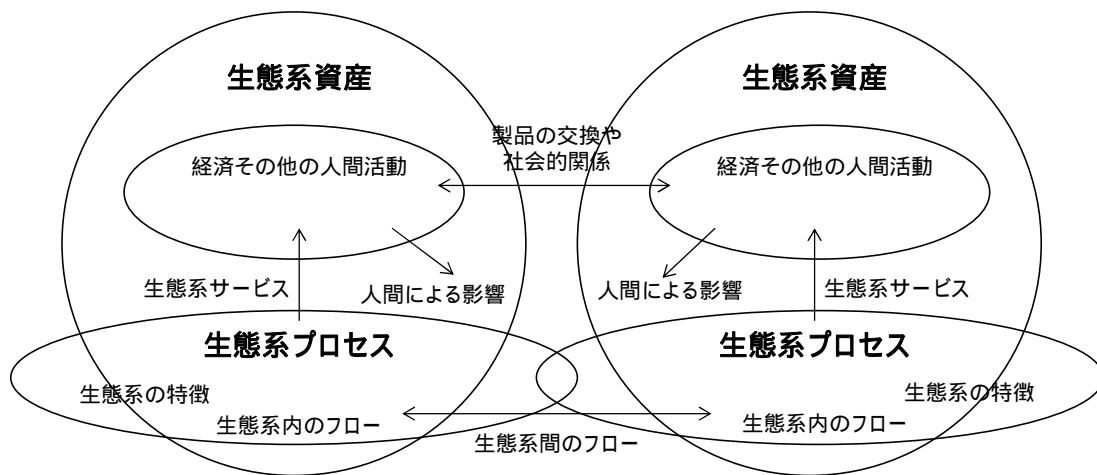 生態系資産
生態系資産
製品の交換や
社会的関係
経済その他の人間活動
経済その他の人間活動
生態系サービス
人間による影響
人間による影響
生態系サービス
生態系プロセス
生態系プロセス
生態系の特徴
生態系の特徴
生態系内のフロー
生態系間のフロー
生態系内のフロー